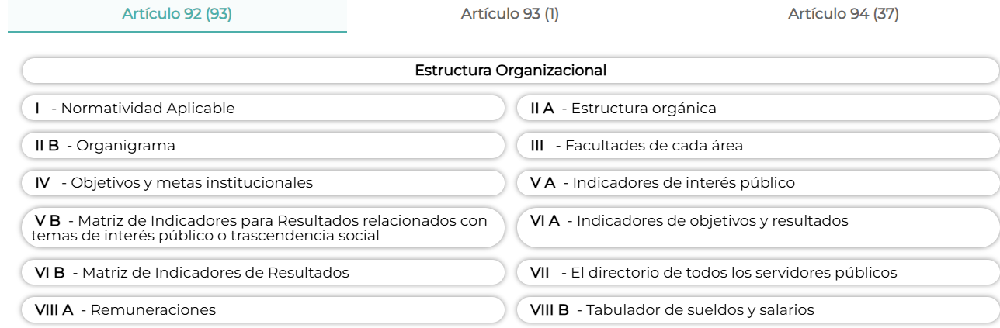 Artículo 92 (93)
Artículo 93 (1)
Artículo 94 (37)
Estructura Organizacional
I - Normatividad Aplicable
II A - Estructura orgánica
II B - Organigrama
III - Facultades de cada área
IV - Objetivos y metas institucionales
V A - Indicadores de interés público
V B - Matriz de Indicadores para Resultados relacionados con
temas de interés público o trascendencia social
VI A - Indicadores de objetivos y resultados
VI B - Matriz de Indicadores de Resultados
VII - El directorio de todos los servidores públicos
VIII A - Remuneraciones
VIII B - Tabulador de sueldos y salarios